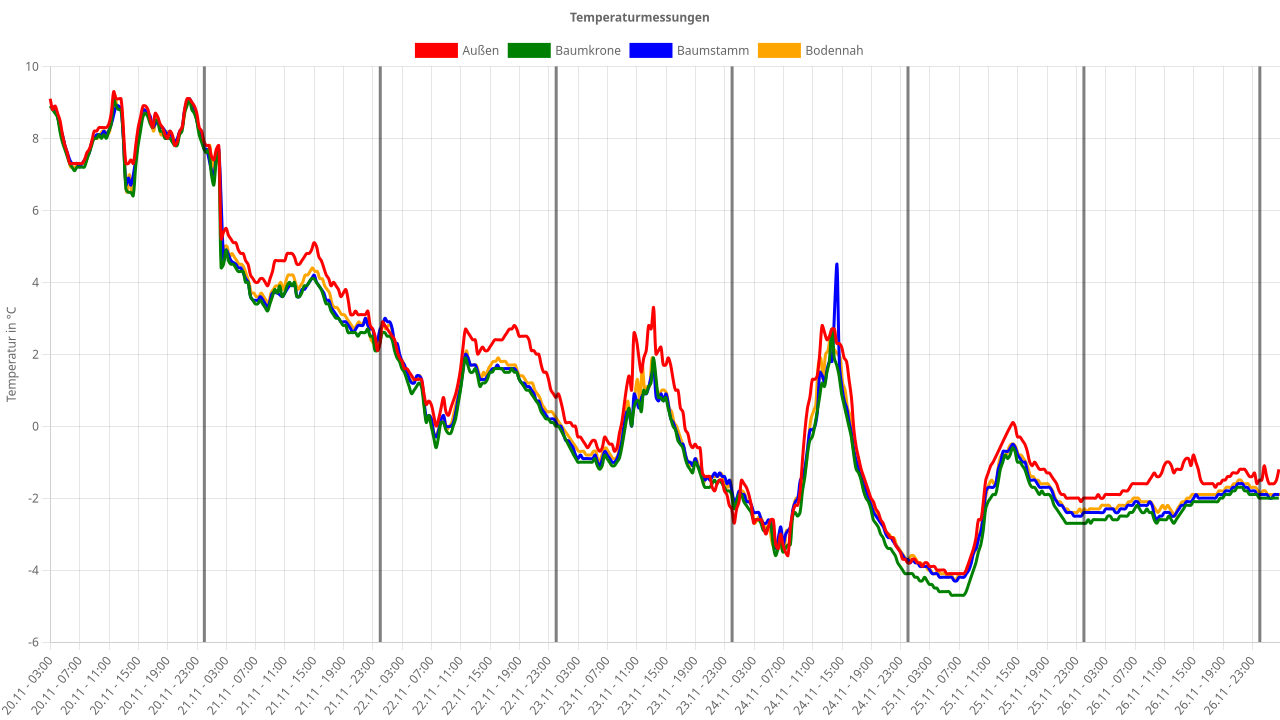 Temperaturmessungen
Außen Baumkrone Baumstamm Bodennah
Temperatur in °C
10
8
6
4
2
0
-2
-4
-6
20.11 - 03:00
20.11 - 07:00
20.11 - 11:00
20.11 - 15:00
20.11 - 19:00
20.11 - 23:00
21.11 - 03:00
21.11 - 07:00
21.11 - 11:00
21.11 - 15:00
21.11 - 19:00
21.11 - 23:00
22.11 - 03:00
22.11 - 07:00
22.11 - 11:00
22.11 - 15:00
22.11 - 19:00
22.11 - 23:00
23.11 - 03:00
23.11 - 07:00
23.11 - 11:00
23.11 - 15:00
23.11 - 19:00
23.11 - 23:00
24.11 - 03:00
24.11 - 07:00
24.11 - 11:00
24.11 - 15:00
24.11 - 19:00
24.11 - 23:00
25.11 - 03:00
25.11 - 07:00
25.11 - 11:00
25.11 - 15:00
25.11 - 19:00
25.11 - 23:00
26.11 - 03:00
26.11 - 07:00
26.11 - 11:00
26.11 - 15:00
26.11 - 19:00
26.11 - 23:00